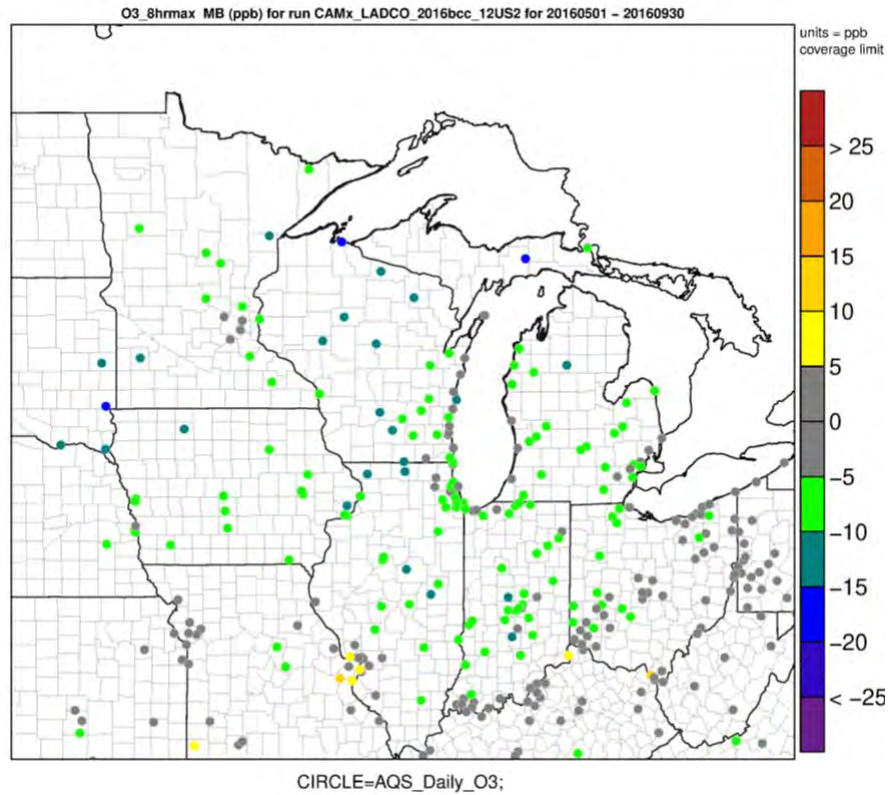 O3_8hrmax MB (ppb) for run CAMx_LADCO_2016bcc_12US2 for 20160501 − 20160930
units = ppb
coverage limit
> 25
20
15
10
5
0
−5
−10
−15
−20
< −25
CIRCLE=AQS_Daily_O3;